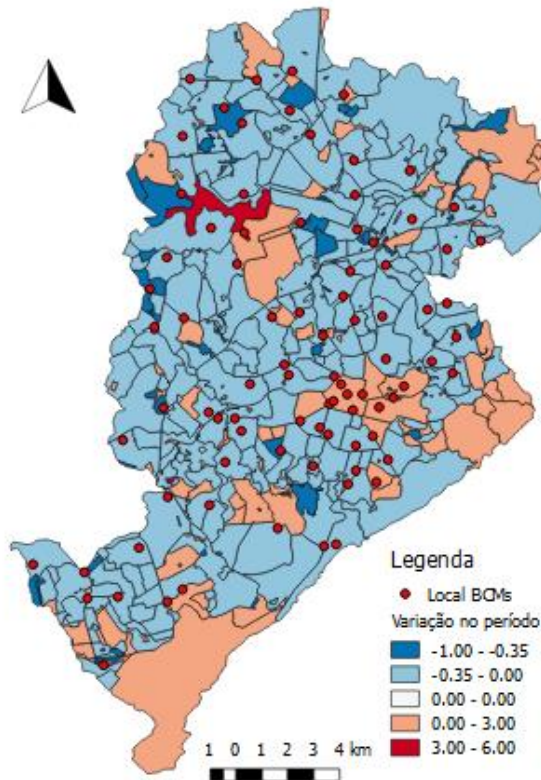 Legenda
Local BCMs
Variação no período
-1.00 - -0.35
-0.35 - 0.00
0.00 - 0.00
0.00 - 3.00
3.00 - 6.00
1 0 1 2 3 4 km